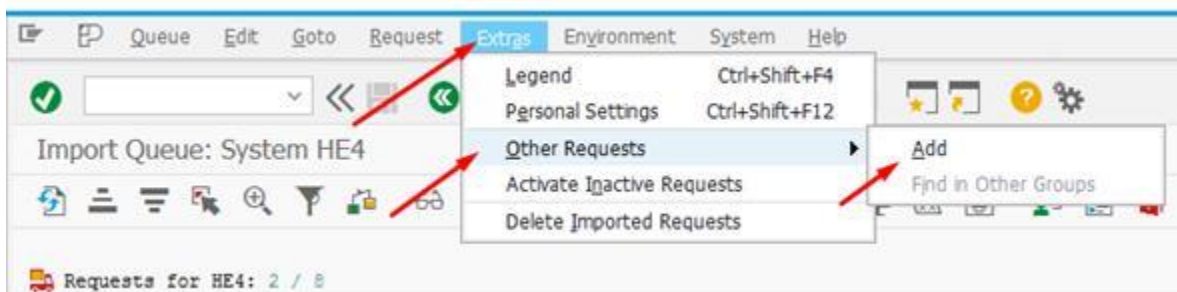 Queue Edit Goto Request Extras Environment System Help
Legend Ctrl+Shift+F4
Personal Settings Ctrl+Shift+F12
Import Queue: System HE4
Other Requests
Add
Activate Inactive Requests
Find in Other Groups
Delete Imported Requests
Requests for HE4: 2 / 8